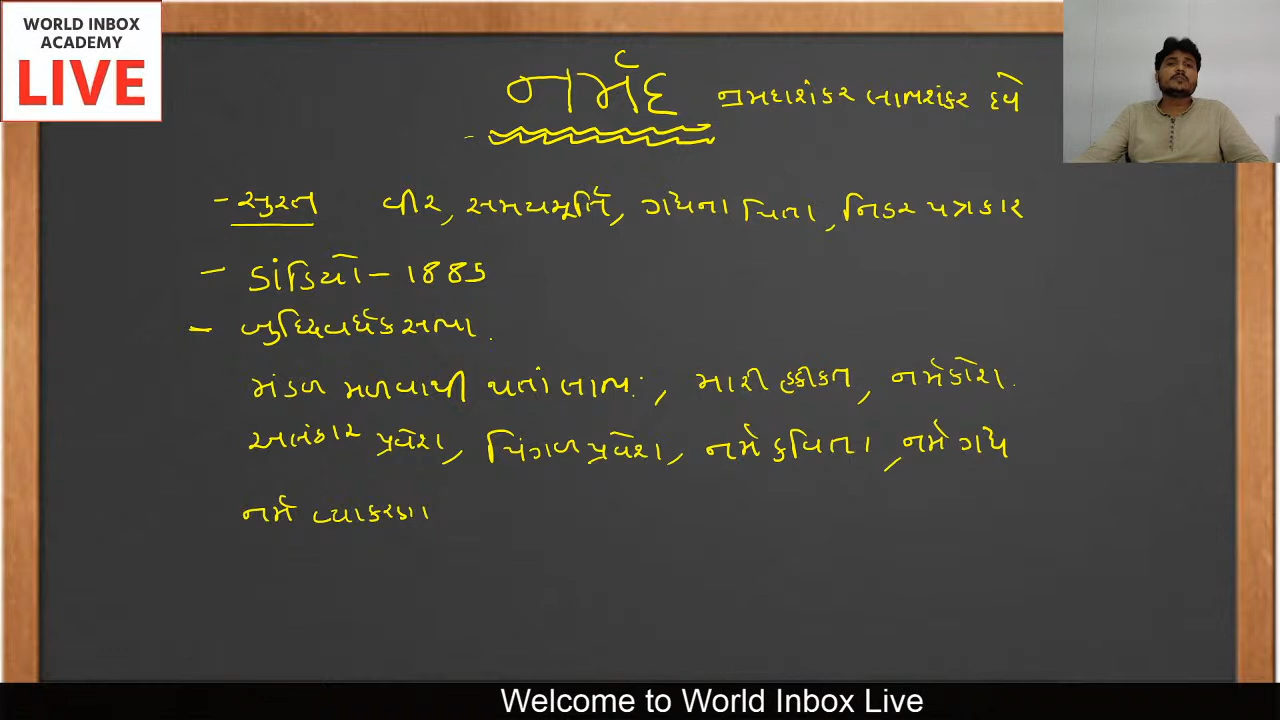 WORLD INBOX
ACADEMY
LIVE
નર્મદ નર્મદાશંકર લાલશંકર દવે
- સુરત વીર, સમયમૂર્તિ, ગદ્યના પિતા, નિડર પત્રકાર
- ડાંડિયો - 1885
- બુધ્ધિવર્ધક સભા.
મંડળ મળવાથી થતાં લાભ, મારી હકીકત, નર્મકોશ.
અલંકાર પ્રવેશ, પિંગળ પ્રવેશ, નર્મ કવિતા, નર્મ ગદ્ય
નર્મ વ્યાકરણ
Welcome to World Inbox Live